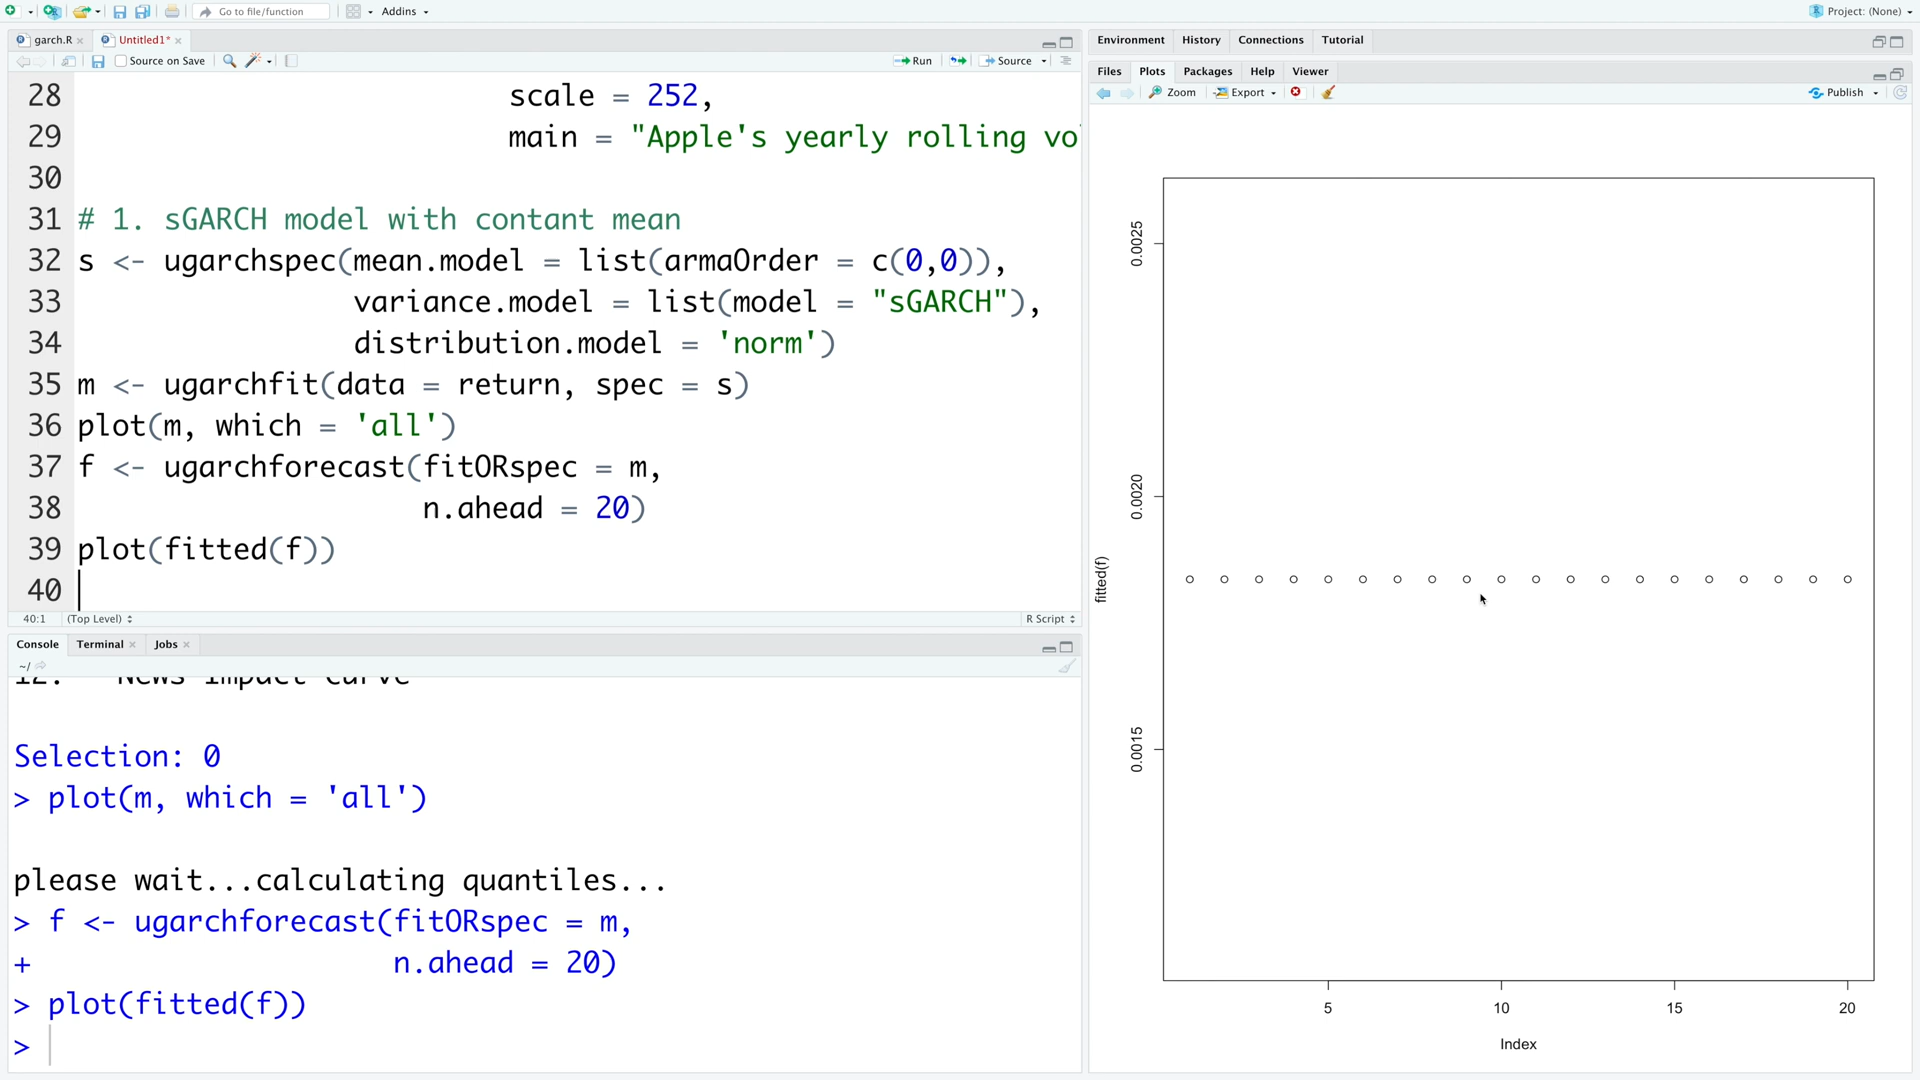 Go to file/function
Addins
Project: (None)
garch.R
Untitled1*
Source on Save
Run
Source
28 scale = 252,
29 main = "Apple's yearly rolling vo
30
31 # 1. sGARCH model with contant mean
32 s <- ugarchspec(mean.model = list(armaOrder = c(0,0)),
33 variance.model = list(model = "sGARCH"),
34 distribution.model = 'norm')
35 m <- ugarchfit(data = return, spec = s)
36 plot(m, which = 'all')
37 f <- ugarchforecast(fitORspec = m,
38 n.ahead = 20)
39 plot(fitted(f))
40
40:1 (Top Level) R Script
Console Terminal Jobs
~/
12. News Impact Curve
Selection: 0
> plot(m, which = 'all')
please wait...calculating quantiles...
> f <- ugarchforecast(fitORspec = m,
+ n.ahead = 20)
> plot(fitted(f))
>
Environment History Connections Tutorial
Files Plots Packages Help Viewer
Zoom Export Publish
0.0025
0.0020
0.0015
fitted(f)
5 10 15 20
Index